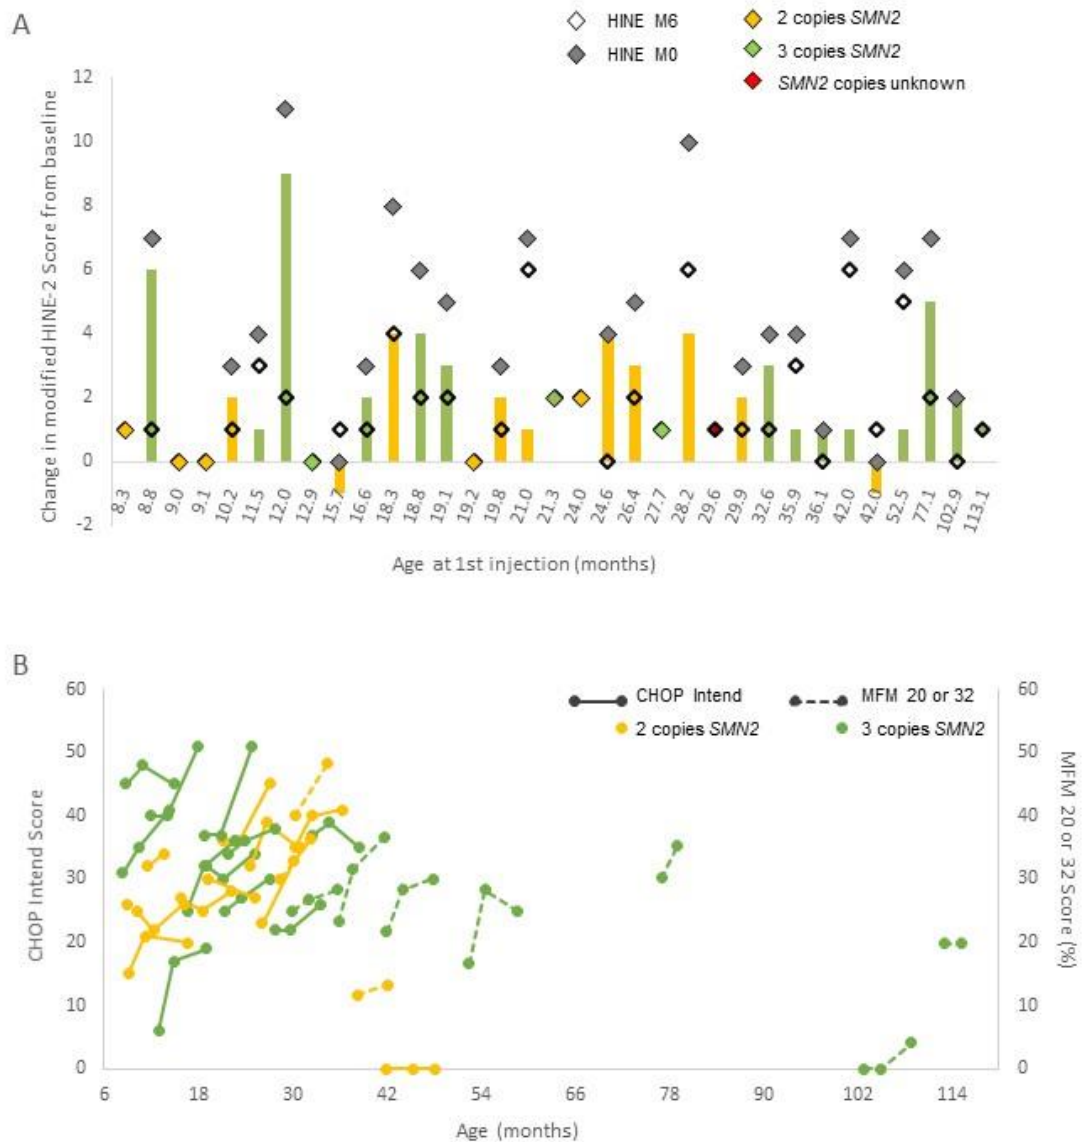 A
HINE M6
2 copies SMN2
HINE M0
3 copies SMN2
SMN2 copies unknown
Change in modified HINE-2 Score from baseline
12
10
8
6
4
2
0
-2
8.3 8.8 9.0 9.1 10.2 11.5 12.0 12.9 15.7 16.6 18.3 18.8 19.1 19.2 19.8 21.0 21.3 24.0 24.6 26.4 27.7 28.2 29.6 29.9 32.6 35.9 36.1 42.0 42.0 52.5 77.1 102.9 113.1
Age at 1st injection (months)
B
CHOP Intend
MFM 20 or 32
2 copies SMN2
3 copies SMN2
CHOP Intend Score
60
50
40
30
20
10
0
60
50
40
30
20
10
0
MFM 20 or 32 Score (%)
6 18 30 42 54 66 78 90 102 114
Age (months)